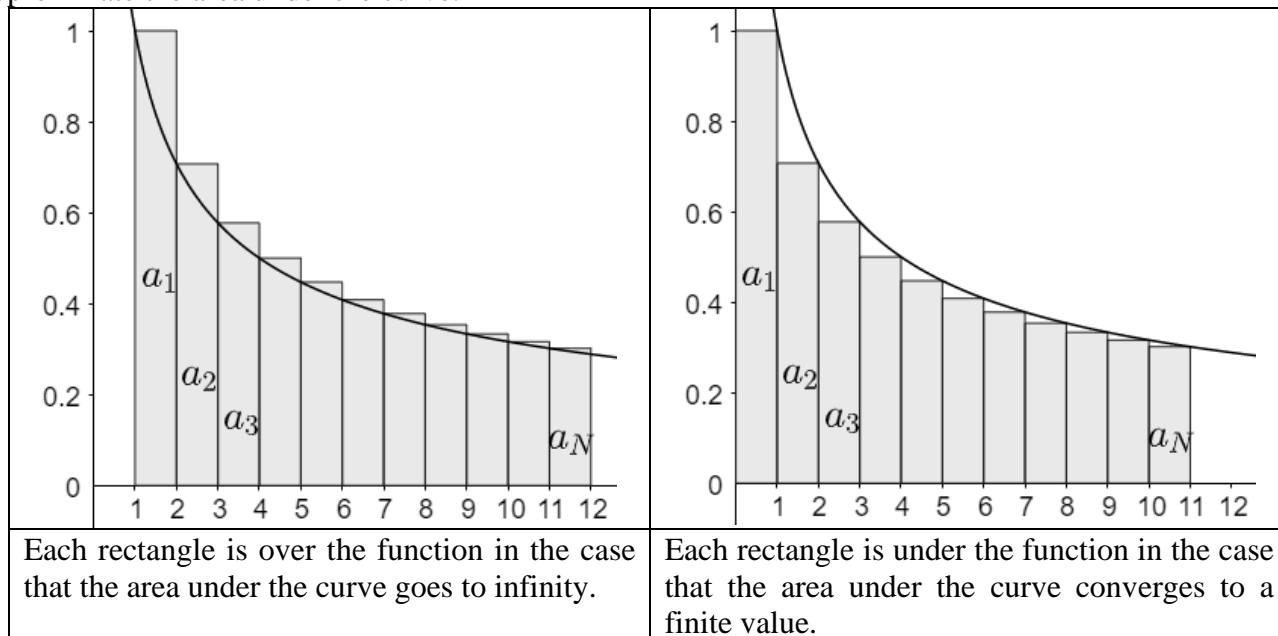 the area under the curve.
1
0.8
0.6
0.4
0.2
0
a1
a2
a3
aN
1 2 3 4 5 6 7 8 9 10 11 12
1
0.8
0.6
0.4
0.2
0
a1
a2
a3
aN
1 2 3 4 5 6 7 8 9 10 11 12
Each rectangle is over the function in the case
that the area under the curve goes to infinity.
Each rectangle is under the function in the case
that the area under the curve converges to a
finite value.